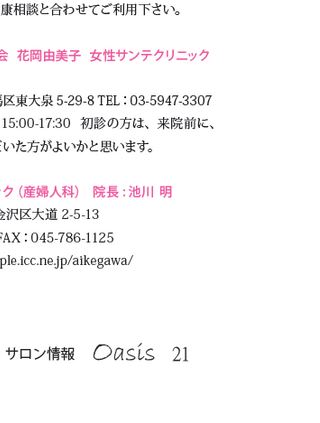 康相談と合わせてご利用下さい。
会 花岡由美子 女性サンテクリニック
馬区東大泉 5-29-8 TEL：03-5947-3307
15:00-17:30 初診の方は、来院前に、
だいた方がよいかと思います。
ック（産婦人科） 院長：池川 明
金沢区大道 2-5-13
FAX：045-786-1125
ple.icc.ne.jp/aikegawa/
サロン情報 Oasis 21